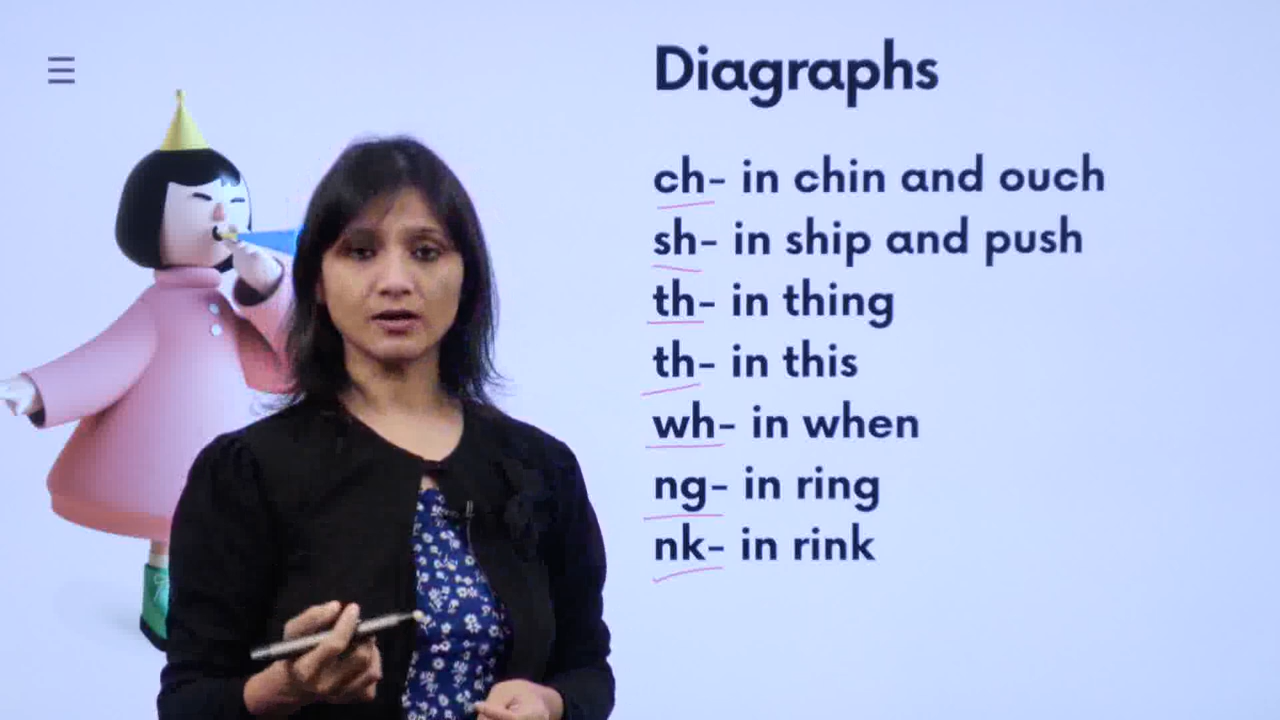 Diagraphs
ch- in chin and ouch
sh- in ship and push
th- in thing
th- in this
wh- in when
ng- in ring
nk- in rink